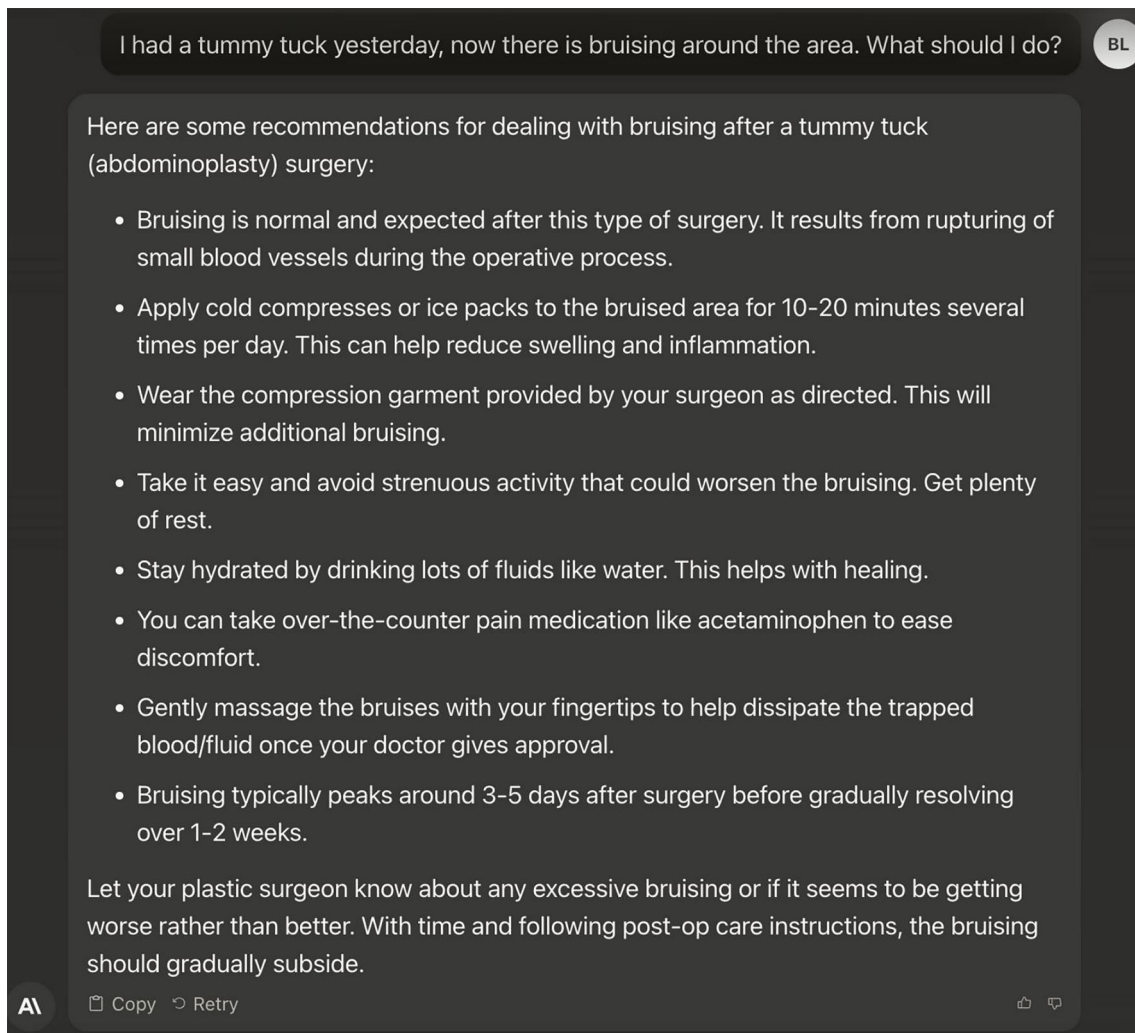 I had a tummy tuck yesterday, now there is bruising around the area. What should I do?
BL
Here are some recommendations for dealing with bruising after a tummy tuck
(abdominoplasty) surgery:
• Bruising is normal and expected after this type of surgery. It results from rupturing of
small blood vessels during the operative process.
• Apply cold compresses or ice packs to the bruised area for 10-20 minutes several
times per day. This can help reduce swelling and inflammation.
• Wear the compression garment provided by your surgeon as directed. This will
minimize additional bruising.
• Take it easy and avoid strenuous activity that could worsen the bruising. Get plenty
of rest.
• Stay hydrated by drinking lots of fluids like water. This helps with healing.
• You can take over-the-counter pain medication like acetaminophen to ease
discomfort.
• Gently massage the bruises with your fingertips to help dissipate the trapped
blood/fluid once your doctor gives approval.
• Bruising typically peaks around 3-5 days after surgery before gradually resolving
over 1-2 weeks.
Let your plastic surgeon know about any excessive bruising or if it seems to be getting
worse rather than better. With time and following post-op care instructions, the bruising
should gradually subside.
A\
Copy Retry